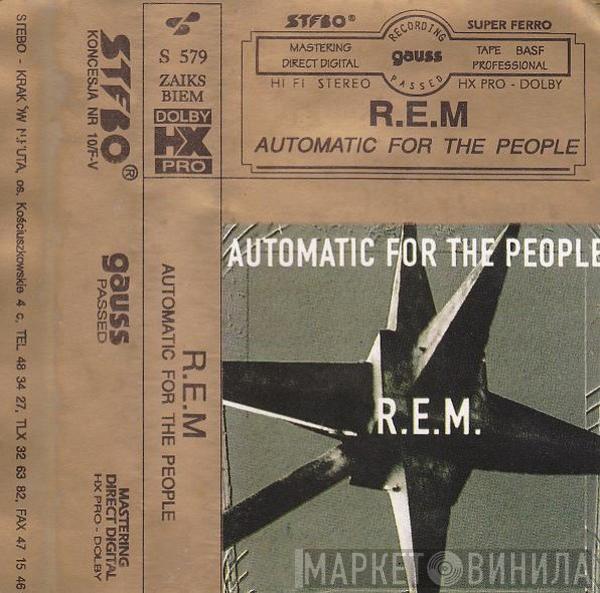 STEBO - KRAKÓW N.HUTA, os. Kościuszkowskie 4 c, TEL 48 34 27, TLX 32 63 82, FAX 47 15 46
STEBO®
KONCESJA NR 10/F-V
gauss
PASSED
MASTERING
DIRECT DIGITAL
HX PRO - DOLBY
S 579
ZAIKS
BIEM
DOLBY
HX
PRO
R.E.M
AUTOMATIC FOR THE PEOPLE
STEBO®
RECORDING
SUPER FERRO
MASTERING
DIRECT DIGITAL
gauss
TAPE BASF
PROFESSIONAL
HI FI STEREO
PASSED
HX PRO - DOLBY
R.E.M
AUTOMATIC FOR THE PEOPLE
AUTOMATIC FOR THE PEOPLE
R.E.M.
МАРКЕТ ВИНИЛА